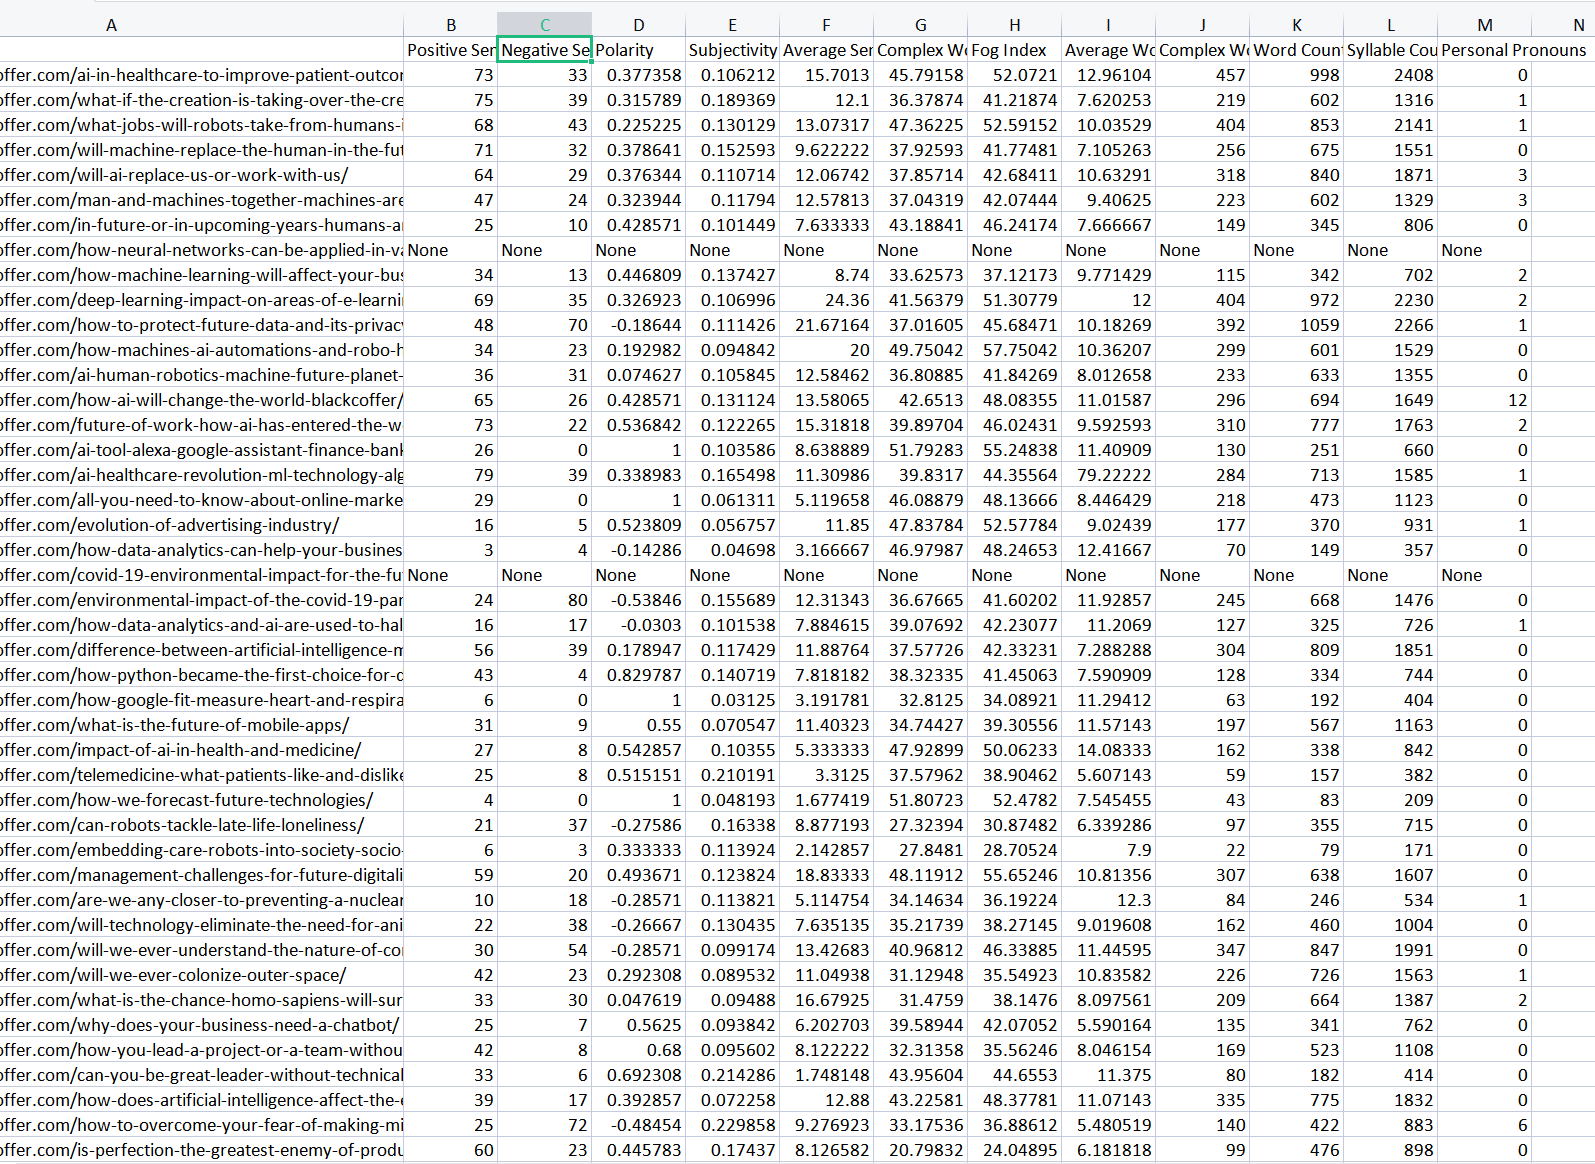 A B C D E F G H I J K L M N
Positive Ser Negative Se Polarity Subjectivity Average Ser Complex Wo Fog Index Average Wo Complex Wo Word Count Syllable Cou Personal Pronouns
offer.com/ai-in-healthcare-to-improve-patient-outcor 73 33 0.377358 0.106212 15.7013 45.79158 52.0721 12.96104 457 998 2408 0
offer.com/what-if-the-creation-is-taking-over-the-cre 75 39 0.315789 0.189369 12.1 36.37874 41.21874 7.620253 219 602 1316 1
offer.com/what-jobs-will-robots-take-from-humans-i 68 43 0.225225 0.130129 13.07317 47.36225 52.59152 10.03529 404 853 2141 1
offer.com/will-machine-replace-the-human-in-the-fut 71 32 0.378641 0.152593 9.622222 37.92593 41.77481 7.105263 256 675 1551 0
offer.com/will-ai-replace-us-or-work-with-us/ 64 29 0.376344 0.110714 12.06742 37.85714 42.68411 10.63291 318 840 1871 3
offer.com/man-and-machines-together-machines-are 47 24 0.323944 0.11794 12.57813 37.04319 42.07444 9.40625 223 602 1329 3
offer.com/in-future-or-in-upcoming-years-humans-a 25 10 0.428571 0.101449 7.633333 43.18841 46.24174 7.666667 149 345 806 0
offer.com/how-neural-networks-can-be-applied-in-va None None None None None None None None None None None None
offer.com/how-machine-learning-will-affect-your-bus 34 13 0.446809 0.137427 8.74 33.62573 37.12173 9.771429 115 342 702 2
offer.com/deep-learning-impact-on-areas-of-e-learni 69 35 0.326923 0.106996 24.36 41.56379 51.30779 12 404 972 2230 2
offer.com/how-to-protect-future-data-and-its-privacy 48 70 -0.18644 0.111426 21.67164 37.01605 45.68471 10.18269 392 1059 2266 1
offer.com/how-machines-ai-automations-and-robo-h 34 23 0.192982 0.094842 20 49.75042 57.75042 10.36207 299 601 1529 0
offer.com/ai-human-robotics-machine-future-planet- 36 31 0.074627 0.105845 12.58462 36.80885 41.84269 8.012658 233 633 1355 0
offer.com/how-ai-will-change-the-world-blackcoffer/ 65 26 0.428571 0.131124 13.58065 42.6513 48.08355 11.01587 296 694 1649 12
offer.com/future-of-work-how-ai-has-entered-the-w 73 22 0.536842 0.122265 15.31818 39.89704 46.02431 9.592593 310 777 1763 2
offer.com/ai-tool-alexa-google-assistant-finance-bank 26 0 1 0.103586 8.638889 51.79283 55.24838 11.40909 130 251 660 0
offer.com/ai-healthcare-revolution-ml-technology-alg 79 39 0.338983 0.165498 11.30986 39.8317 44.35564 79.22222 284 713 1585 1
offer.com/all-you-need-to-know-about-online-marke 29 0 1 0.061311 5.119658 46.08879 48.13666 8.446429 218 473 1123 0
offer.com/evolution-of-advertising-industry/ 16 5 0.523809 0.056757 11.85 47.83784 52.57784 9.02439 177 370 931 1
offer.com/how-data-analytics-can-help-your-busines 3 4 -0.14286 0.04698 3.166667 46.97987 48.24653 12.41667 70 149 357 0
offer.com/covid-19-environmental-impact-for-the-fu None None None None None None None None None None None None
offer.com/environmental-impact-of-the-covid-19-par 24 80 -0.53846 0.155689 12.31343 36.67665 41.60202 11.92857 245 668 1476 0
offer.com/how-data-analytics-and-ai-are-used-to-hal 16 17 -0.0303 0.101538 7.884615 39.07692 42.23077 11.2069 127 325 726 1
offer.com/difference-between-artificial-intelligence-m 56 39 0.178947 0.117429 11.88764 37.57726 42.33231 7.288288 304 809 1851 0
offer.com/how-python-became-the-first-choice-for-d 43 4 0.829787 0.140719 7.818182 38.32335 41.45063 7.590909 128 334 744 0
offer.com/how-google-fit-measure-heart-and-respira 6 0 1 0.03125 3.191781 32.8125 34.08921 11.29412 63 192 404 0
offer.com/what-is-the-future-of-mobile-apps/ 31 9 0.55 0.070547 11.40323 34.74427 39.30556 11.57143 197 567 1163 0
offer.com/impact-of-ai-in-health-and-medicine/ 27 8 0.542857 0.10355 5.333333 47.92899 50.06233 14.08333 162 338 842 0
offer.com/telemedicine-what-patients-like-and-dislike 25 8 0.515151 0.210191 3.3125 37.57962 38.90462 5.607143 59 157 382 0
offer.com/how-we-forecast-future-technologies/ 4 0 1 0.048193 1.677419 51.80723 52.4782 7.545455 43 83 209 0
offer.com/can-robots-tackle-late-life-loneliness/ 21 37 -0.27586 0.16338 8.877193 27.32394 30.87482 6.339286 97 355 715 0
offer.com/embedding-care-robots-into-society-socio- 6 3 0.333333 0.113924 2.142857 27.8481 28.70524 7.9 22 79 171 0
offer.com/management-challenges-for-future-digitali 59 20 0.493671 0.123824 18.83333 48.11912 55.65246 10.81356 307 638 1607 0
offer.com/are-we-any-closer-to-preventing-a-nuclear 10 18 -0.28571 0.113821 5.114754 34.14634 36.19224 12.3 84 246 534 1
offer.com/will-technology-eliminate-the-need-for-ani 22 38 -0.26667 0.130435 7.635135 35.21739 38.27145 9.019608 162 460 1004 0
offer.com/will-we-ever-understand-the-nature-of-co 30 54 -0.28571 0.099174 13.42683 40.96812 46.33885 11.44595 347 847 1991 0
offer.com/will-we-ever-colonize-outer-space/ 42 23 0.292308 0.089532 11.04938 31.12948 35.54923 10.83582 226 726 1563 1
offer.com/what-is-the-chance-homo-sapiens-will-sur 33 30 0.047619 0.09488 16.67925 31.4759 38.1476 8.097561 209 664 1387 2
offer.com/why-does-your-business-need-a-chatbot/ 25 7 0.5625 0.093842 6.202703 39.58944 42.07052 5.590164 135 341 762 0
offer.com/how-you-lead-a-project-or-a-team-withou 42 8 0.68 0.095602 8.122222 32.31358 35.56246 8.046154 169 523 1108 0
offer.com/can-you-be-great-leader-without-technical 33 6 0.692308 0.214286 1.748148 43.95604 44.6553 11.375 80 182 414 0
offer.com/how-does-artificial-intelligence-affect-the-e 39 17 0.392857 0.072258 12.88 43.22581 48.37781 11.07143 335 775 1832 0
offer.com/how-to-overcome-your-fear-of-making-mi 25 72 -0.48454 0.229858 9.276923 33.17536 36.88612 5.480519 140 422 883 6
offer.com/is-perfection-the-greatest-enemy-of-produ 60 23 0.445783 0.17437 8.126582 20.79832 24.04895 6.181818 99 476 898 0